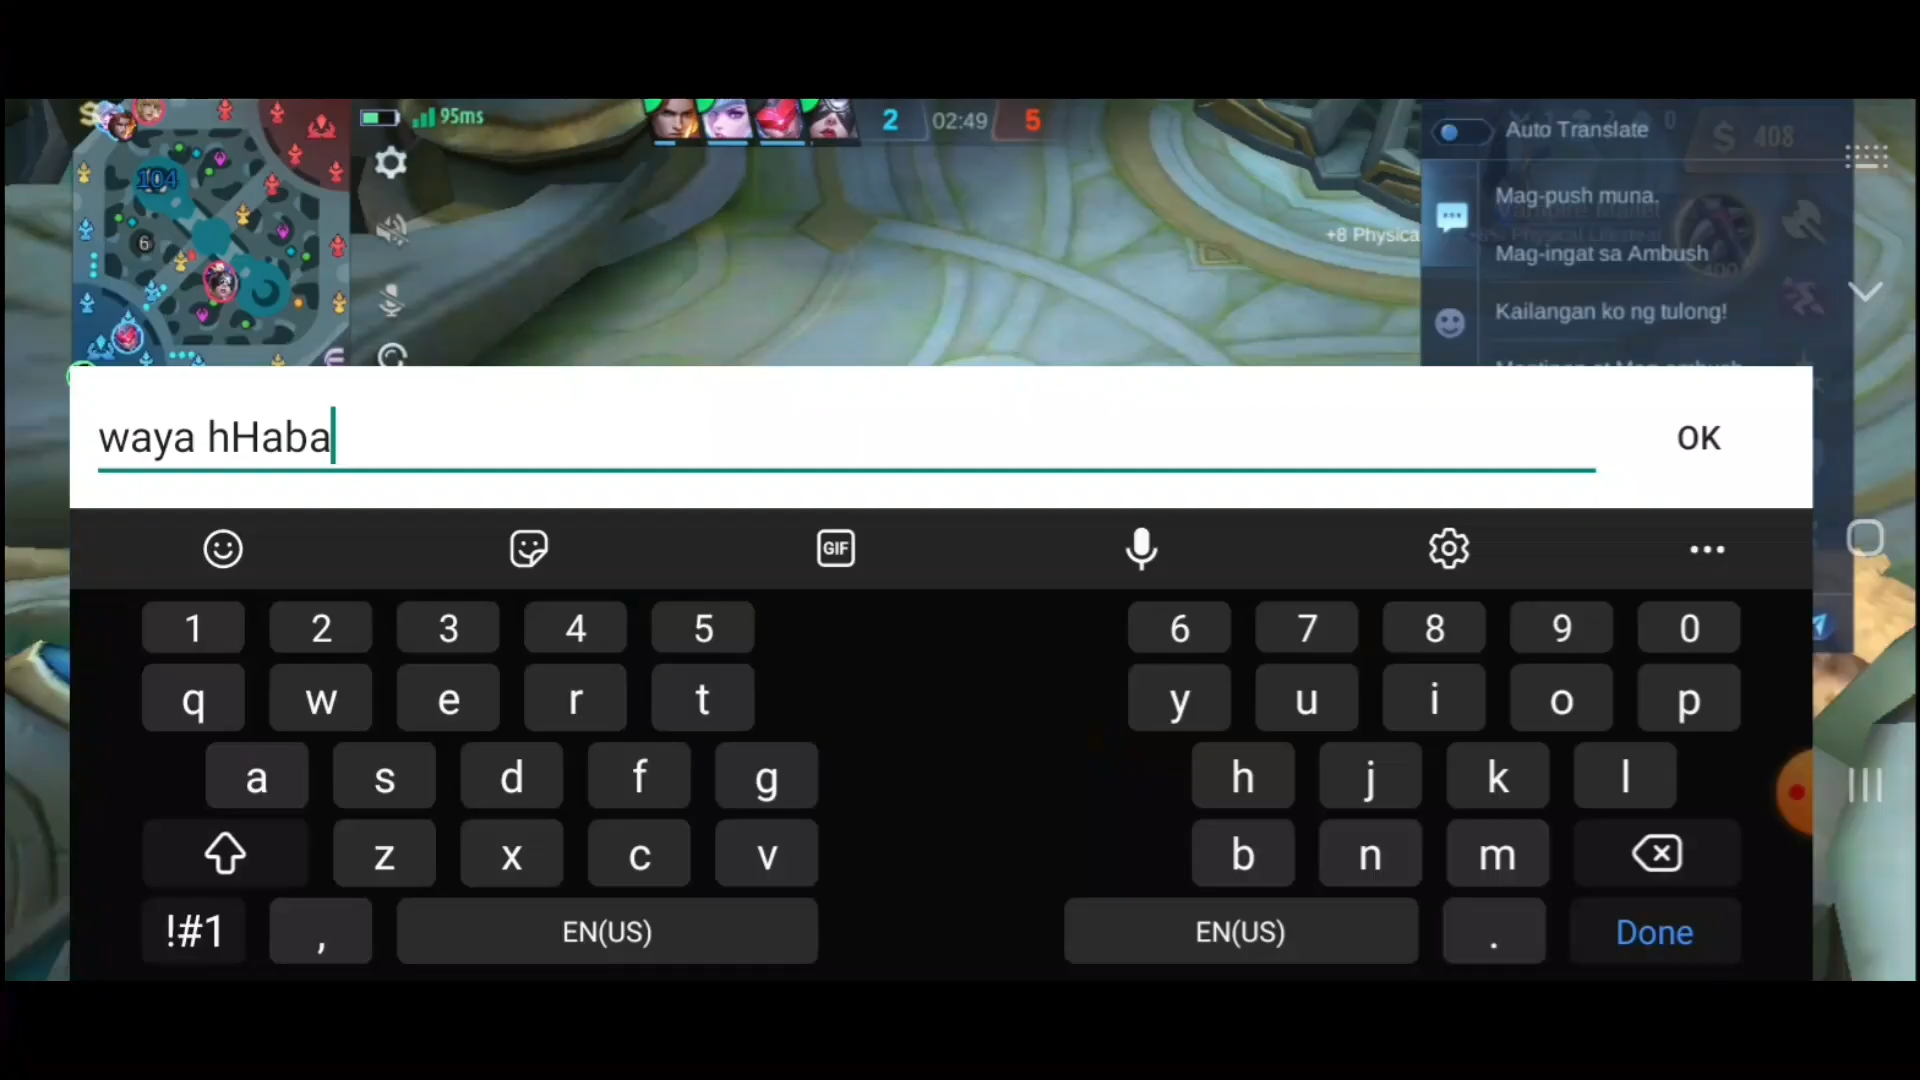 104
6
95ms
2
02:49
5
Auto Translate
0
$ 408
Mag-push muna.
+8 Physica
Mag-ingat sa Ambush
Kailangan ko ng tulong!
waya hHaba
OK
GIF
1 2 3 4 5 6 7 8 9 0
q w e r t y u i o p
a s d f g h j k l
z x c v b n m
!#1 , EN(US) EN(US) . Done